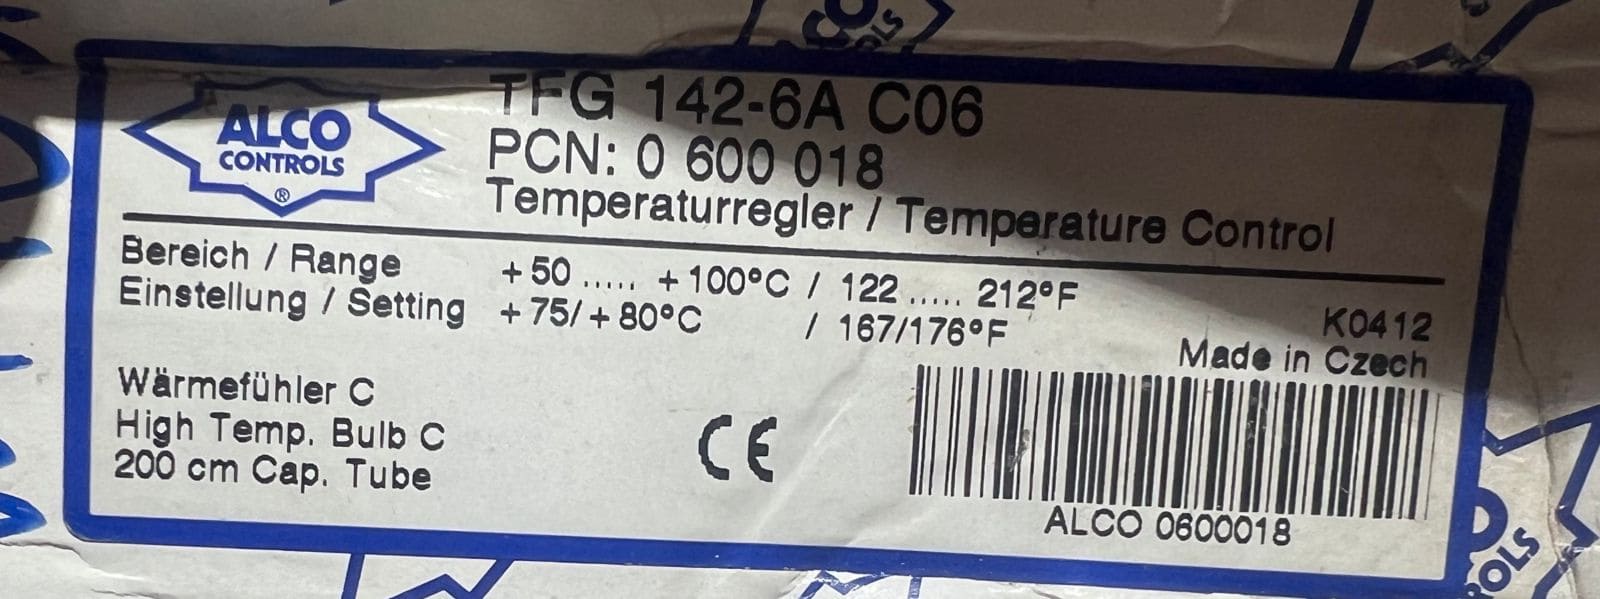 ALCO
CONTROLS
®
TFG 142-6A C06
PCN: 0 600 018
Temperaturregler / Temperature Control
Bereich / Range +50 ..... +100°C / 122 ..... 212°F
Einstellung / Setting +75/+80°C / 167/176°F
K0412
Made in Czech
Wärmefühler C
High Temp. Bulb C
200 cm Cap. Tube
CE
ALCO 0600018
ROLS